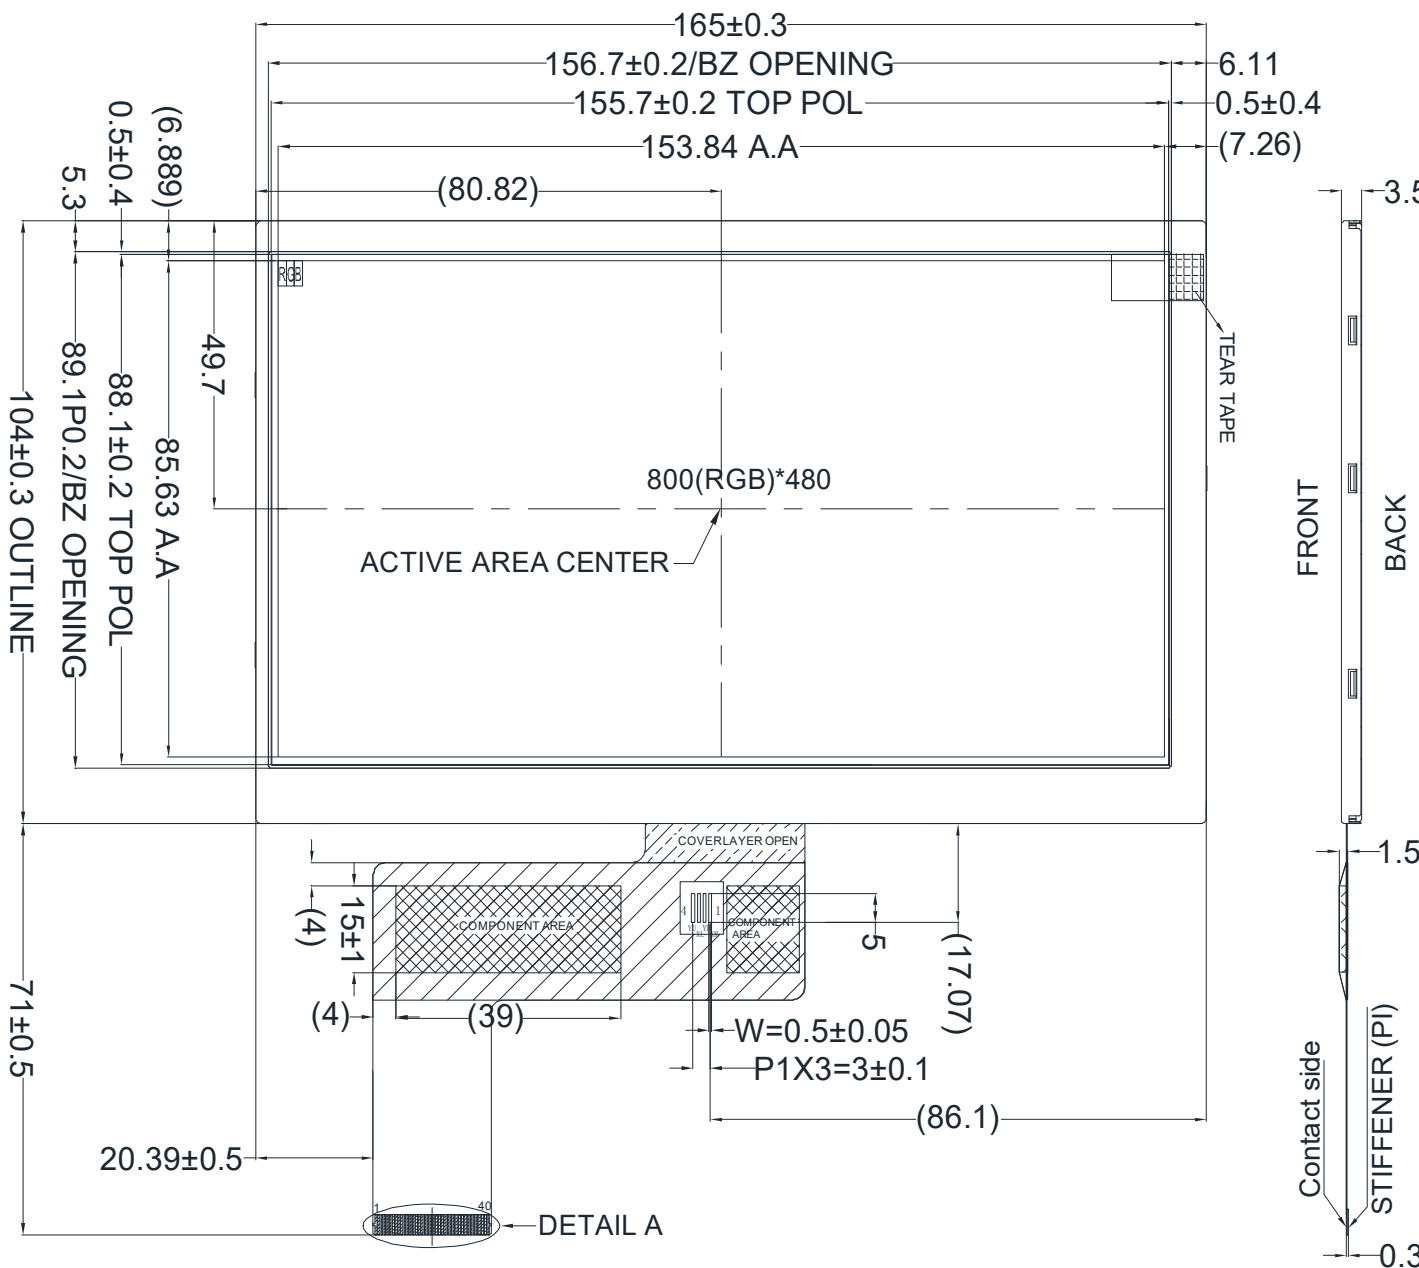 165±0.3
156.7±0.2/BZ OPENING
6.11
155.7±0.2 TOP POL
0.5±0.4
153.84 A.A
(7.26)
(80.82)
(6.889)
0.5±0.4
5.3
3.5
RGB
TEAR TAPE
49.7
85.63 A.A
88.1±0.2 TOP POL
89.1P0.2/BZ OPENING
104±0.3 OUTLINE
800(RGB)*480
ACTIVE AREA CENTER
FRONT
BACK
COVERLAYER OPEN
1.5
COMPONENT AREA
4
1
COMPONENT
AREA
(4)
15±1
5
(17.07)
71±0.5
(4)
(39)
W=0.5±0.05
P1X3=3±0.1
(86.1)
20.39±0.5
Contact side
STIFFENER (PI)
1
40
DETAIL A
0.3